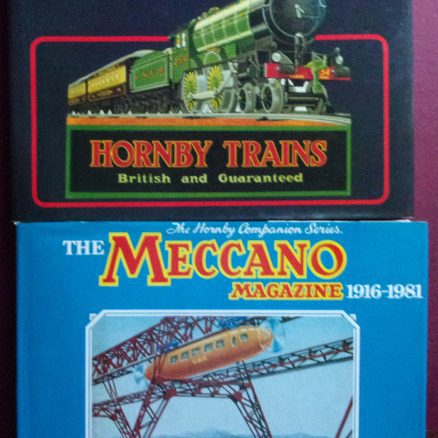 HORNBY TRAINS
British and Guaranteed
The Hornby Companion Series.
THE MECCANO
MAGAZINE 1916-1981